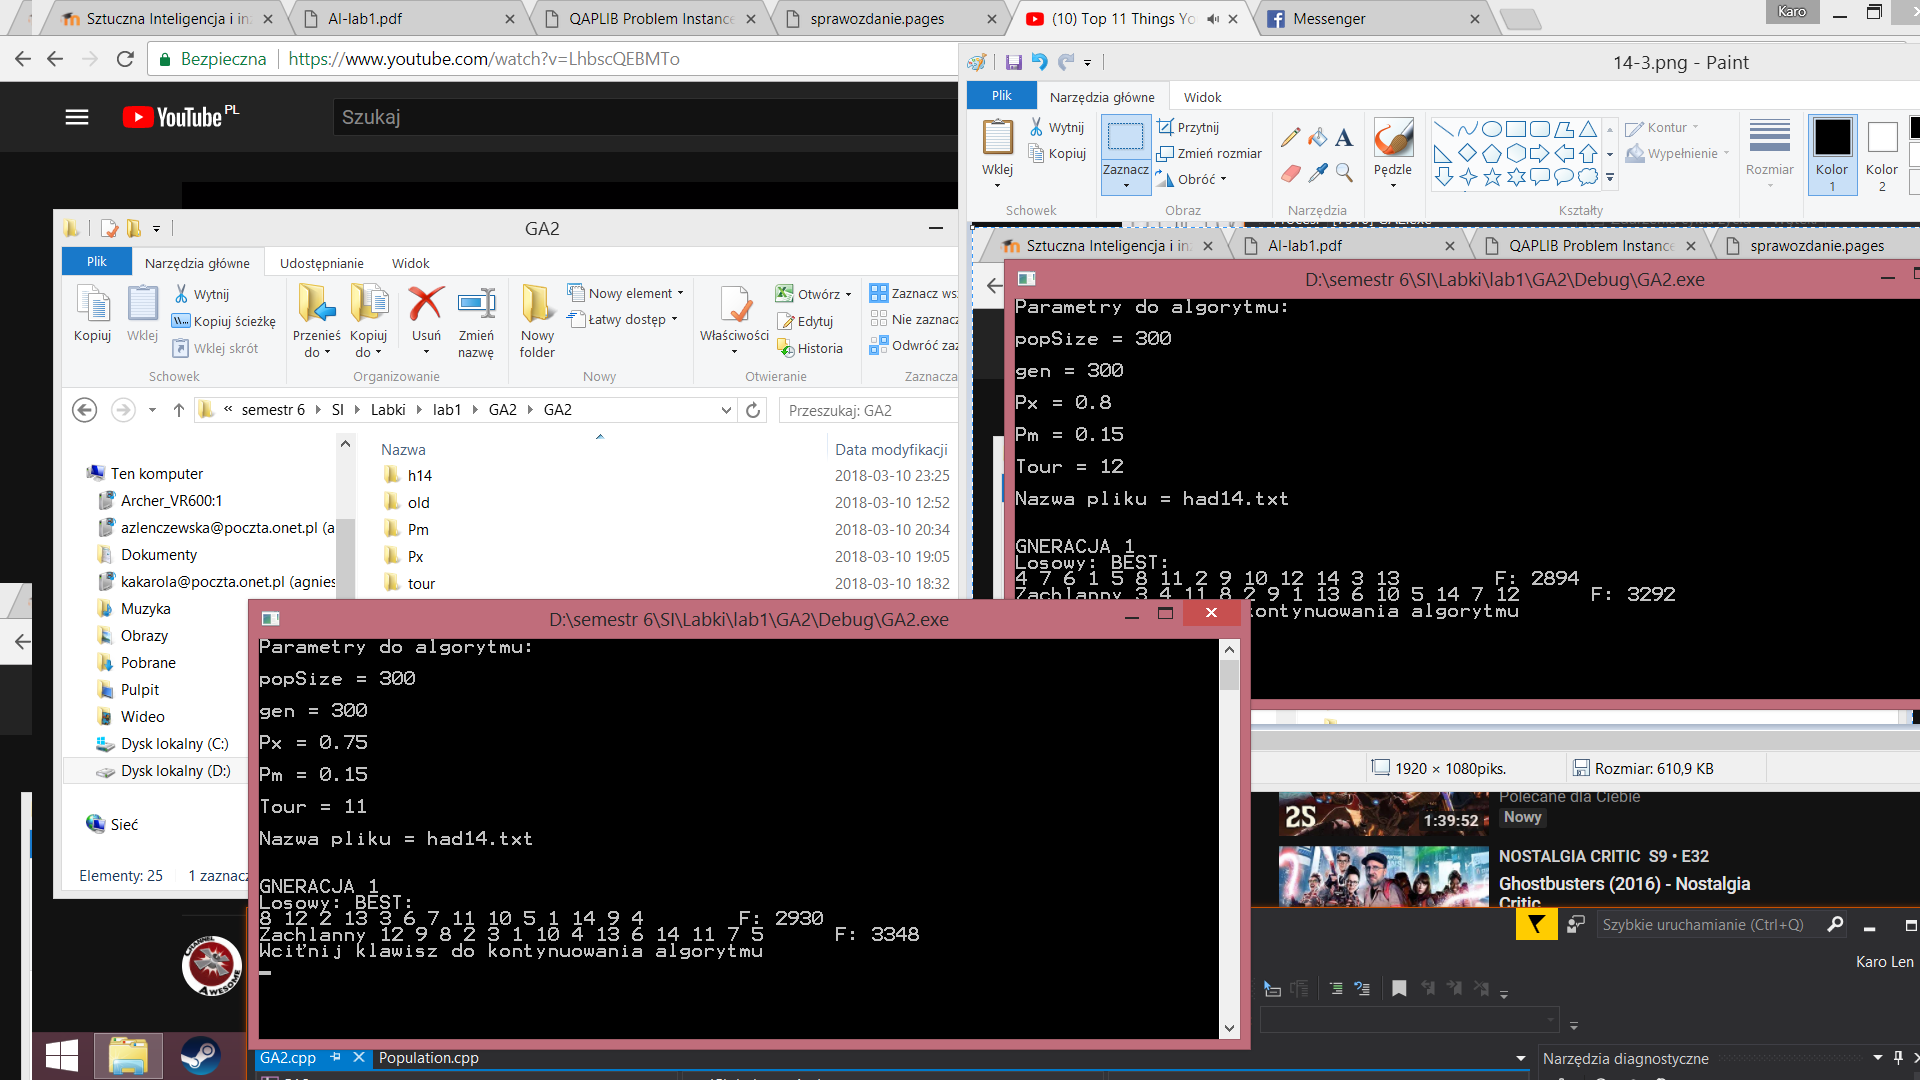 Sztuczna Inteligencja i in
AI-lab1.pdf
QAPLIB Problem Instance
sprawozdanie.pages
(10) Top 11 Things Yo
Messenger
Karo
Bezpieczna
https://www.youtube.com/watch?v=LhbscQEBMTo
YouTube PL
Szukaj
14-3.png - Paint
Plik
Narzędzia główne
Widok
Wklej
Wytnij
Kopiuj
Schowek
Zaznacz
Przytnij
Zmień rozmiar
Obróć
Obraz
Narzędzia
Pędzle
Kształty
Kontur
Wypełnienie
Rozmiar
Kolor
1
Kolor
2
Sztuczna Inteligencja i in
AI-lab1.pdf
QAPLIB Problem Instance
sprawozdanie.pages
D:\semestr 6\SI\Labki\lab1\GA2\Debug\GA2.exe
Parametry do algorytmu:
popSize = 300
gen = 300
Px = 0.8
Pm = 0.15
Tour = 12
Nazwa pliku = had14.txt
GNERACJA 1
Losowy: BEST:
4 7 6 1 5 8 11 2 9 10 12 14 3 13 F: 2894
Zachlanny 3 4 11 8 2 9 1 13 6 10 5 14 7 12 F: 3292
kontynuowania algorytmu
GA2
Plik
Narzędzia główne
Udostępnianie
Widok
Kopiuj
Wklej
Wytnij
Kopiuj ścieżkę
Wklej skrót
Schowek
Przenieś do
Kopiuj do
Usuń
Zmień nazwę
Organizowanie
Nowy folder
Nowy element
Łatwy dostęp
Nowy
Właściwości
Otwórz
Edytuj
Historia
Otwieranie
Zaznacz ws
Nie zaznacz
Odwróć za
Zaznacza
« semestr 6 SI Labki lab1 GA2 GA2
Przeszukaj: GA2
Nazwa
Data modyfikacji
h14 2018-03-10 23:25
old 2018-03-10 12:52
Pm 2018-03-10 20:34
Px 2018-03-10 19:05
tour 2018-03-10 18:32
Ten komputer
Archer_VR600:1
azlenczewska@poczta.onet.pl (a
Dokumenty
kakarola@poczta.onet.pl (agnies
Muzyka
Obrazy
Pobrane
Pulpit
Wideo
Dysk lokalny (C:)
Dysk lokalny (D:)
Sieć
Elementy: 25
1 zaznacz
D:\semestr 6\SI\Labki\lab1\GA2\Debug\GA2.exe
Parametry do algorytmu:
popSize = 300
gen = 300
Px = 0.75
Pm = 0.15
Tour = 11
Nazwa pliku = had14.txt
GNERACJA 1
Losowy: BEST:
8 12 2 13 3 6 7 11 10 5 1 14 9 4 F: 2930
Zachlanny 12 9 8 2 3 1 10 4 13 6 14 11 7 5 F: 3348
Wciťnij klawisz do kontynuowania algorytmu
1920 × 1080piks.
Rozmiar: 610,9 KB
Polecane dla Ciebie
Nowy
25
1:39:52
NOSTALGIA CRITIC S9 • E32
Ghostbusters (2016) - Nostalgia
Critic
Szybkie uruchamianie (Ctrl+Q)
Karo Len
CHANNEL AWESOME
GA2.cpp
Population.cpp
Narzędzia diagnostyczne